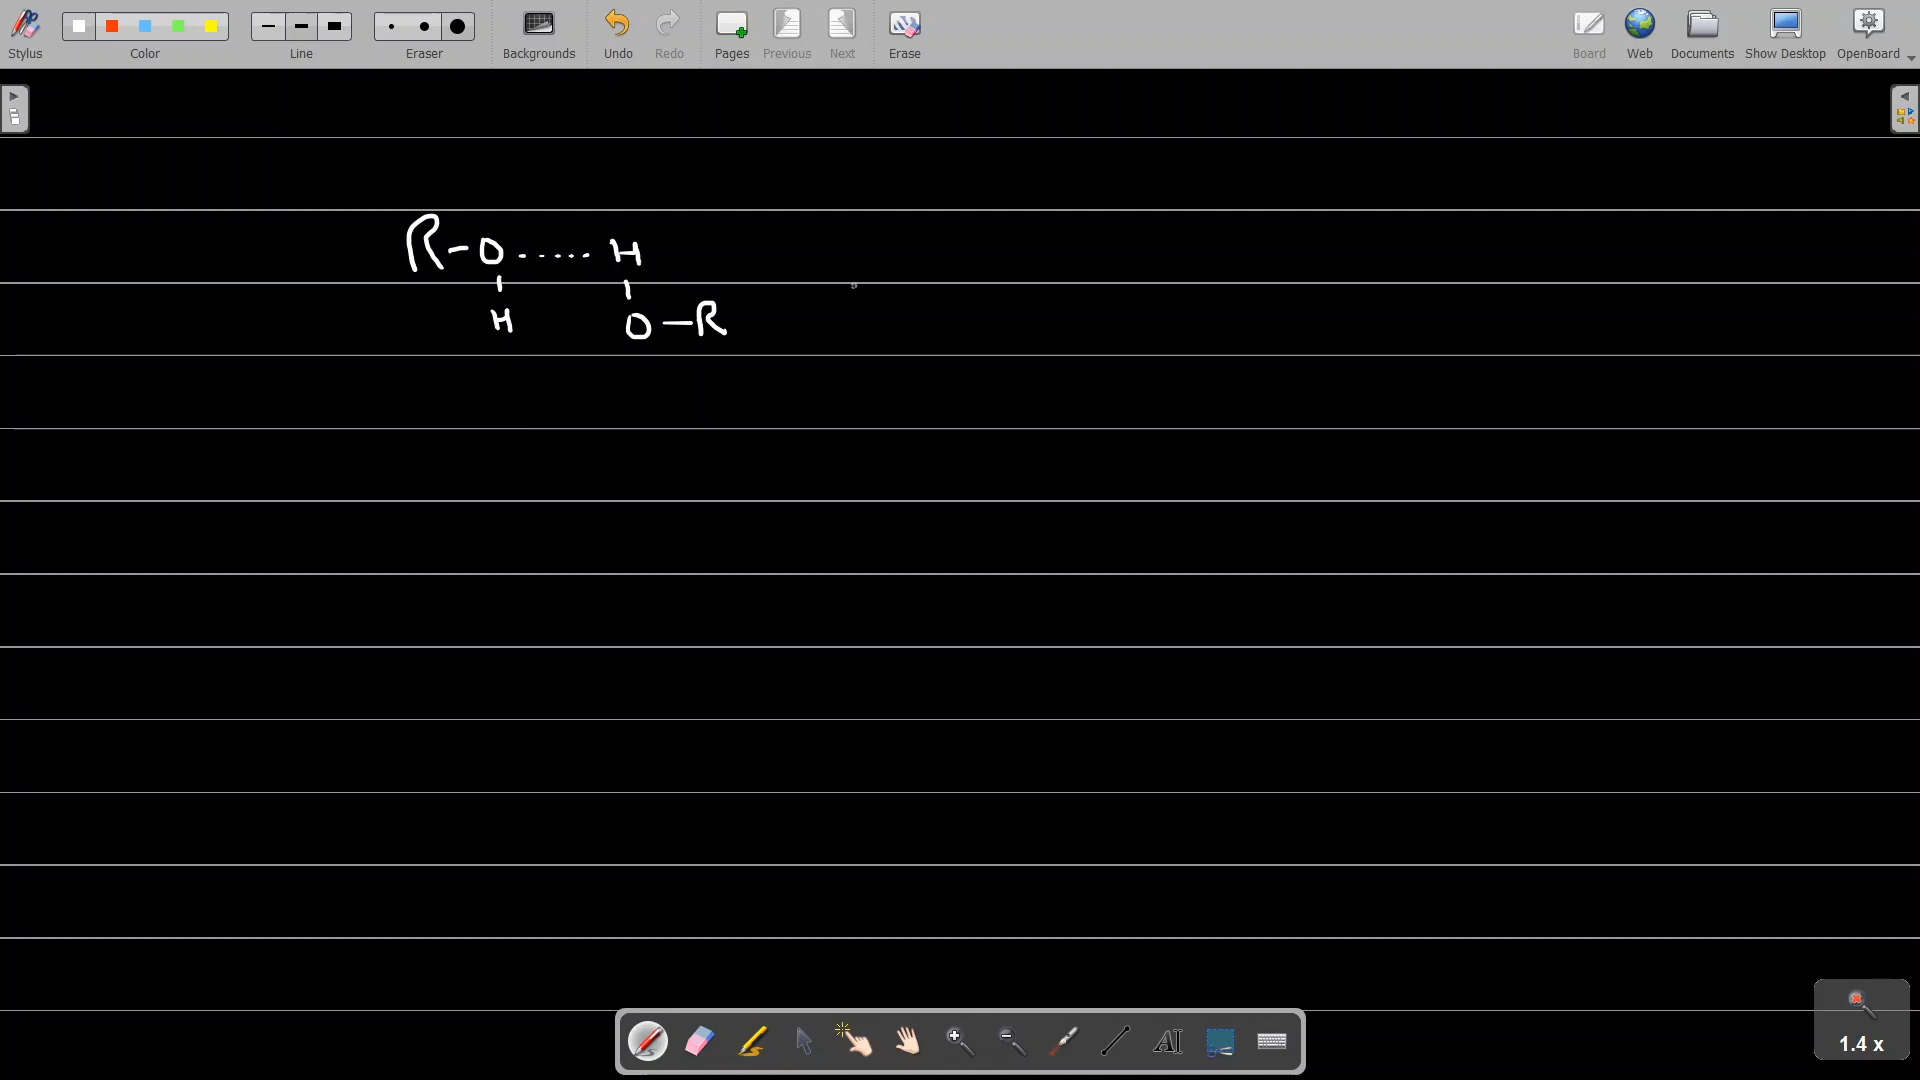 Stylus Color Line Eraser Backgrounds Undo Redo Pages Previous Next Erase Board Web Documents Show Desktop OpenBoard
R-O.....H
H O-R
1.4 x